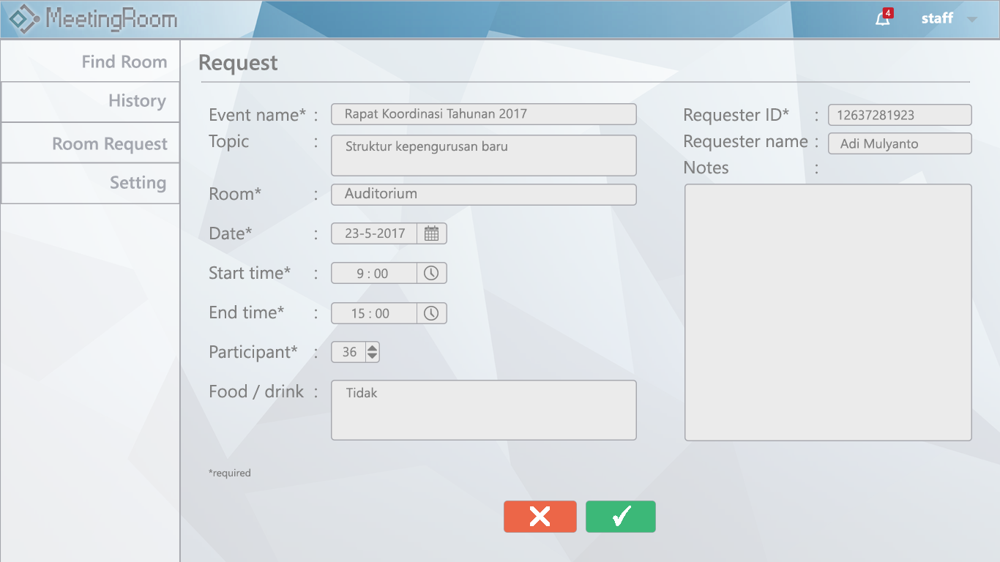 MeetingRoom
4
staff
Find Room
History
Room Request
Setting
Request
Event name* : Rapat Koordinasi Tahunan 2017
Topic : Struktur kepengurusan baru
Room* : Auditorium
Date* : 23-5-2017
Start time* : 9 : 00
End time* : 15 : 00
Participant* : 36
Food / drink : Tidak
*required
Requester ID* : 12637281923
Requester name : Adi Mulyanto
Notes :